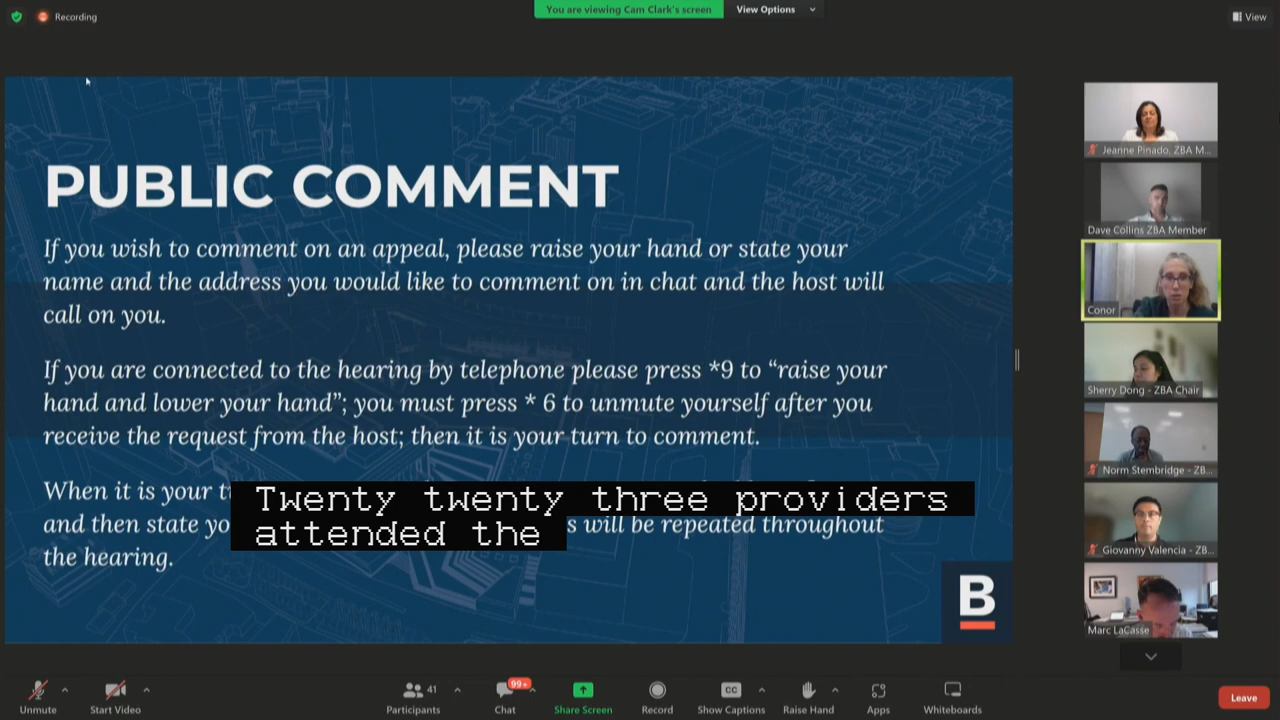 Recording
You are viewing Cam Clark's screen
View Options
View
PUBLIC COMMENT
If you wish to comment on an appeal, please raise your hand or state your
name and the address you would like to comment on in chat and the host will
call on you.
If you are connected to the hearing by telephone please press *9 to “raise your
hand and lower your hand”; you must press * 6 to unmute yourself after you
receive the request from the host; then it is your turn to comment.
When it is your
and then state
s will be repeated throughout
the hearing.
Twenty twenty three providers
attended the
B
Jeanne Pinado, ZBA M...
Dave Collins ZBA Member
Conor
Sherry Dong - ZBA Chair
Norm Stembridge - ZB...
Giovanny Valencia - ZB...
Marc LaCasse
Unmute
Start Video
41
Participants
99+
Chat
Share Screen
Record
CC
Show Captions
Raise Hand
Apps
Whiteboards
Leave